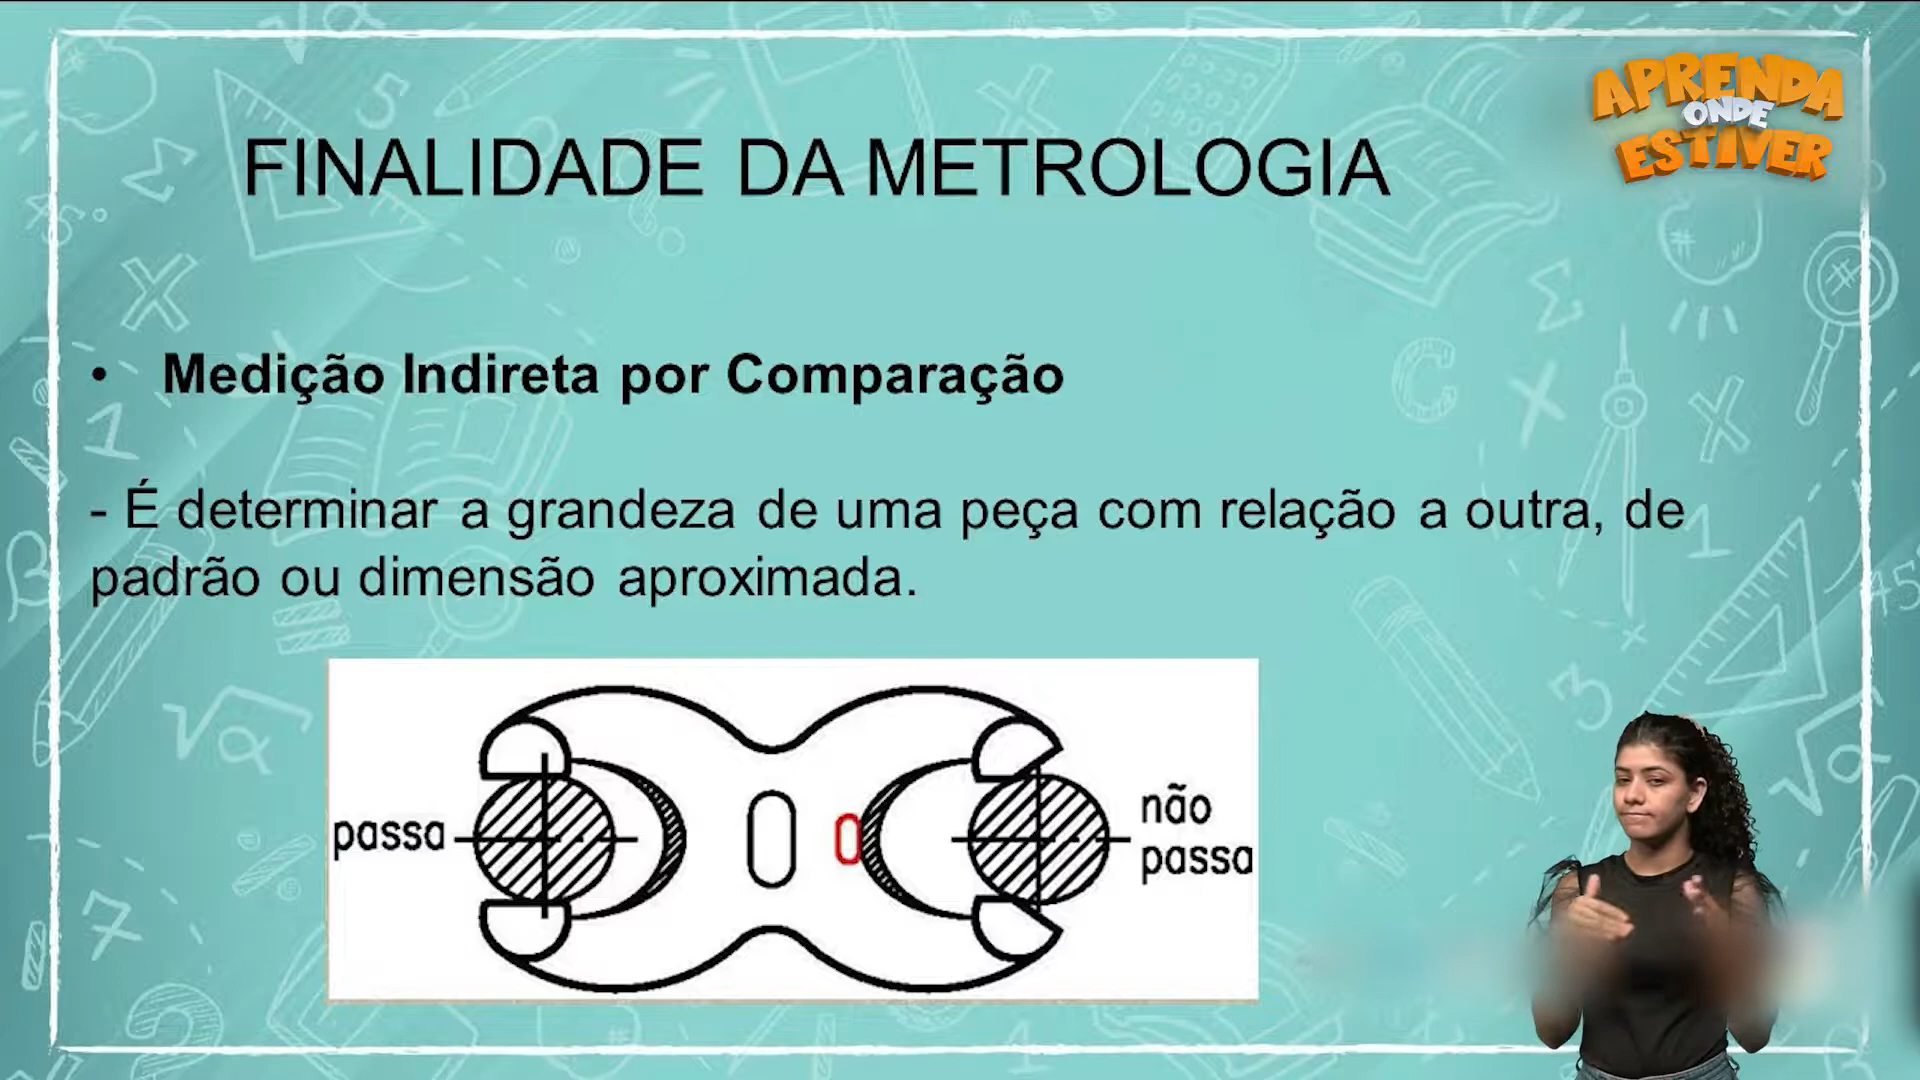 APRENDA
ONDE
ESTIVER
FINALIDADE DA METROLOGIA
• Medição Indireta por Comparação
- É determinar a grandeza de uma peça com relação a outra, de
padrão ou dimensão aproximada.
passa
não
passa